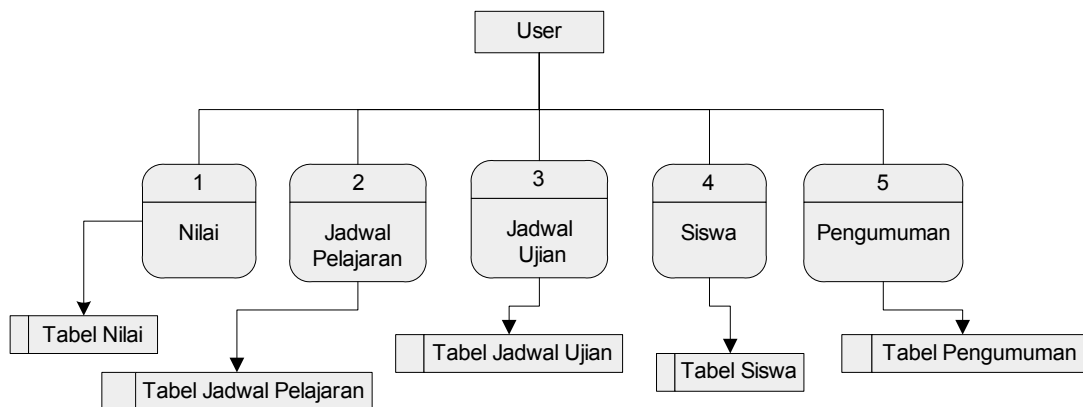 User
1
Nilai
2
Jadwal
Pelajaran
3
Jadwal
Ujian
4
Siswa
5
Pengumuman
Tabel Nilai
Tabel Jadwal Pelajaran
Tabel Jadwal Ujian
Tabel Siswa
Tabel Pengumuman